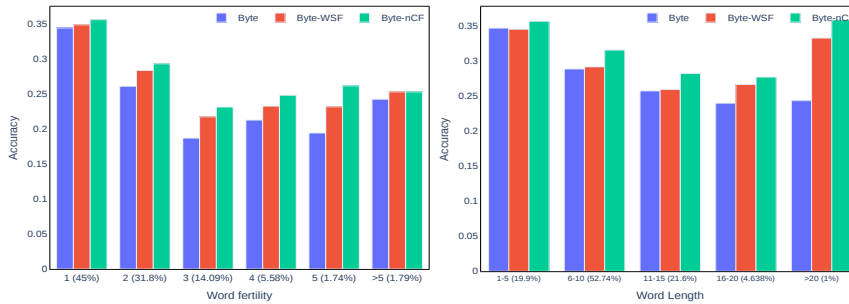 Byte Byte-WSF Byte-nCF
0.35
0.3
0.25
0.2
0.15
0.1
0.05
0
Accuracy
1 (45%) 2 (31.8%) 3 (14.09%) 4 (5.58%) 5 (1.74%) >5 (1.79%)
Word fertility
Byte Byte-WSF Byte-nC
0.35
0.3
0.25
0.2
0.15
0.1
0.05
0
Accuracy
1-5 (19.9%) 6-10 (52.74%) 11-15 (21.6%) 16-20 (4.638%) >20 (1%)
Word Length